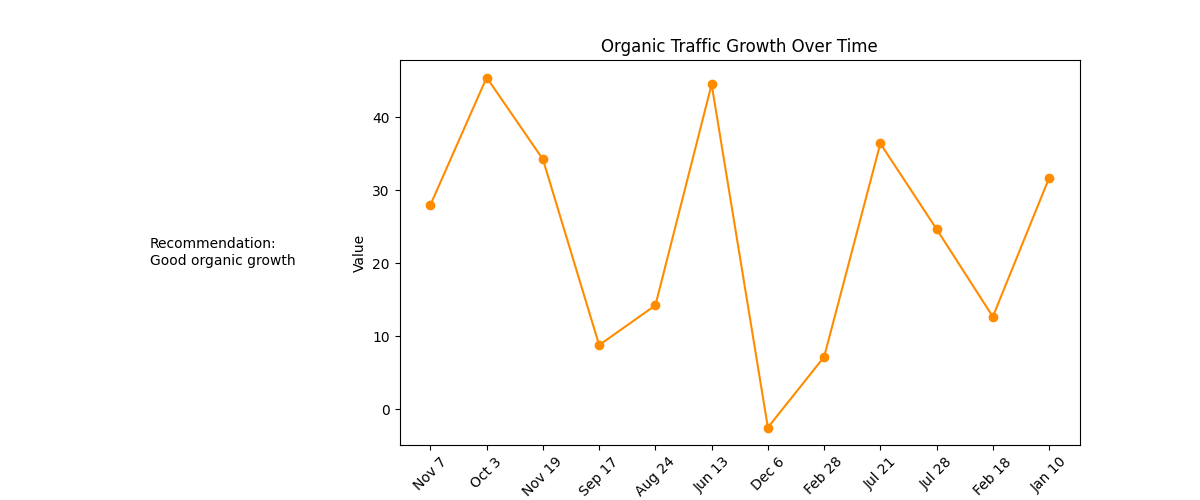 Organic Traffic Growth Over Time
Recommendation:
Good organic growth
Value
40
30
20
10
0
Nov 7
Oct 3
Nov 19
Sep 17
Aug 24
Jun 13
Dec 6
Feb 28
Jul 21
Jul 28
Feb 18
Jan 10